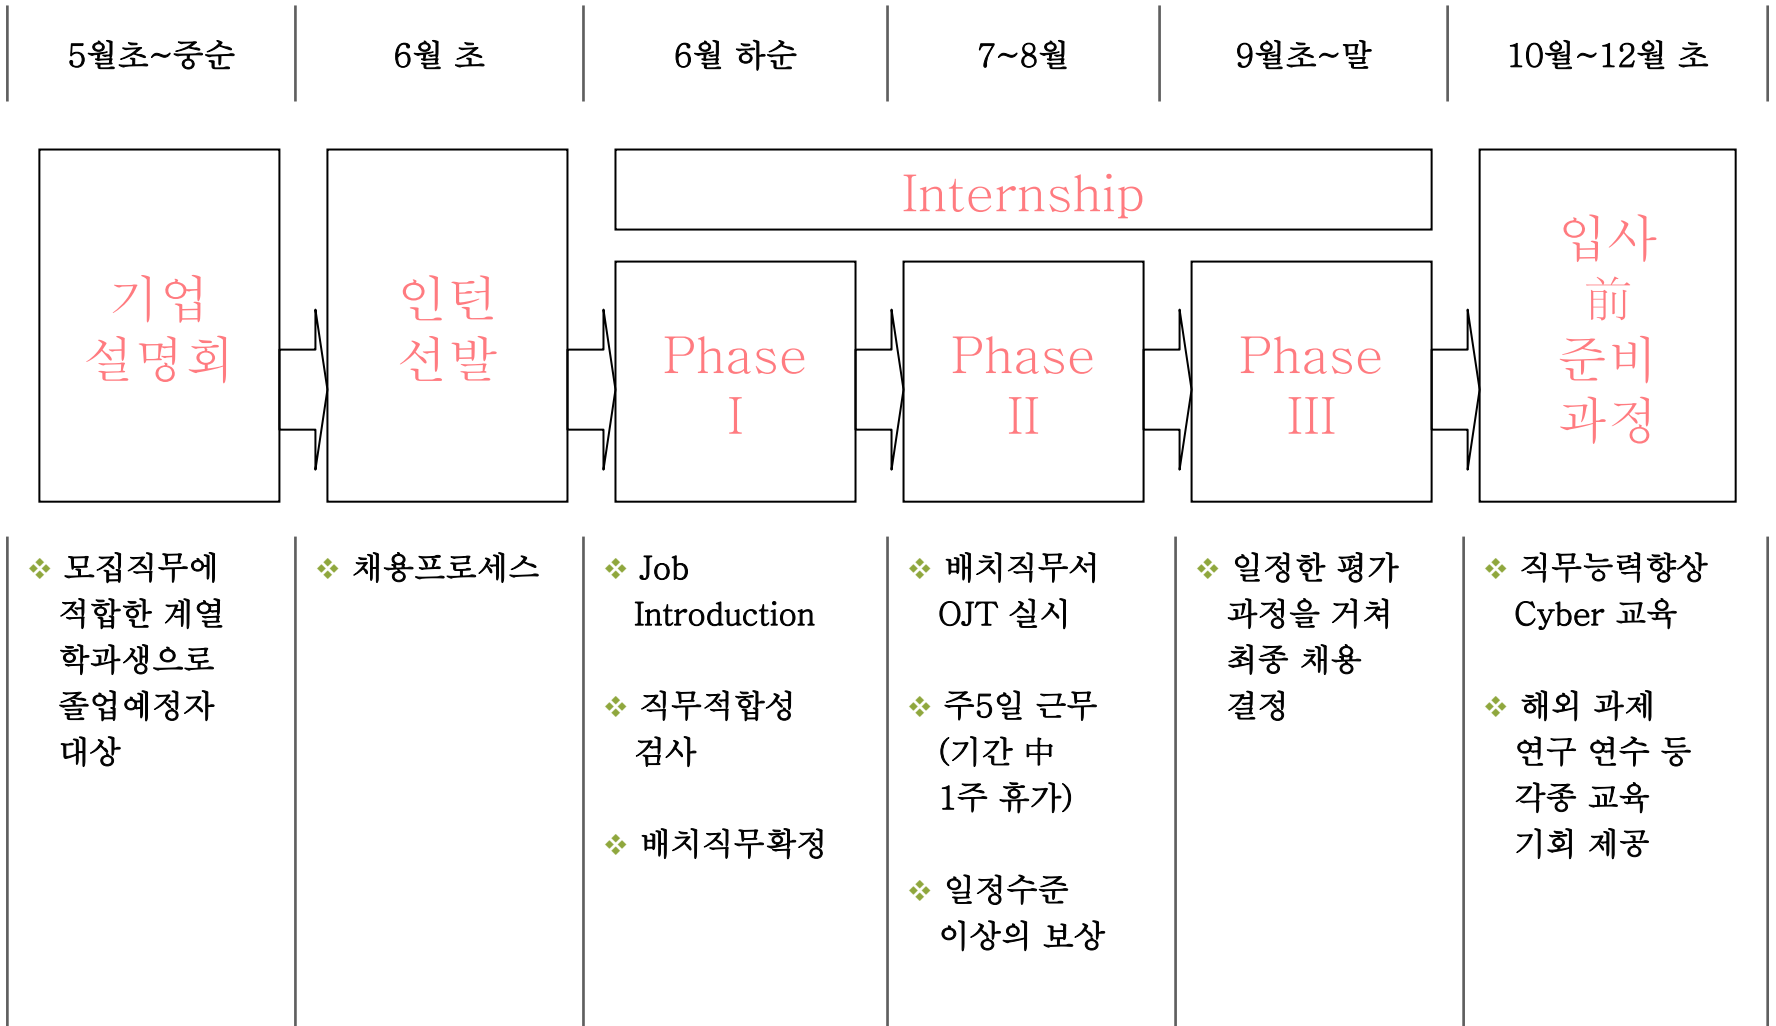 5월초~중순
6월 초
6월 하순
7~8월
9월초~말
10월~12월 초
기업
설명회
인턴
선발
Internship
Phase
I
Phase
II
Phase
III
입사
前
준비
과정
❖ 모집직무에
적합한 계열
학과생으로
졸업예정자
대상
❖ 채용프로세스
❖ Job
Introduction
❖ 직무적합성
검사
❖ 배치직무확정
❖ 배치직무서
OJT 실시
❖ 주5일 근무
(기간 中
1주 휴가)
❖ 일정수준
이상의 보상
❖ 일정한 평가
과정을 거쳐
최종 채용
결정
❖ 직무능력향상
Cyber 교육
❖ 해외 과제
연구 연수 등
각종 교육
기회 제공